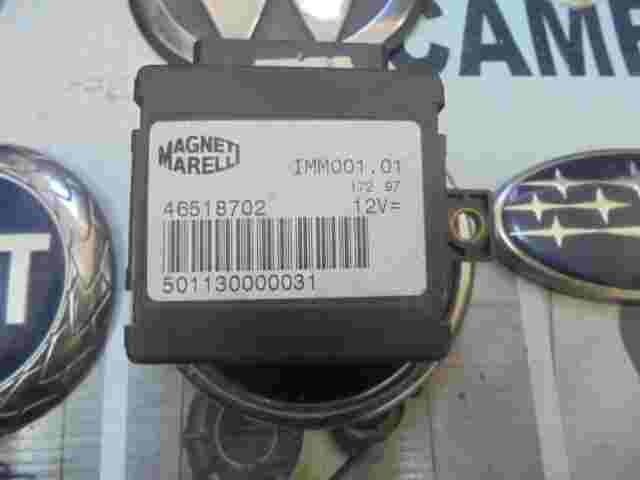 CAME
MAGNETI
MARELLI
IMM001.01
172 97
46518702
12V=
501130000031
T